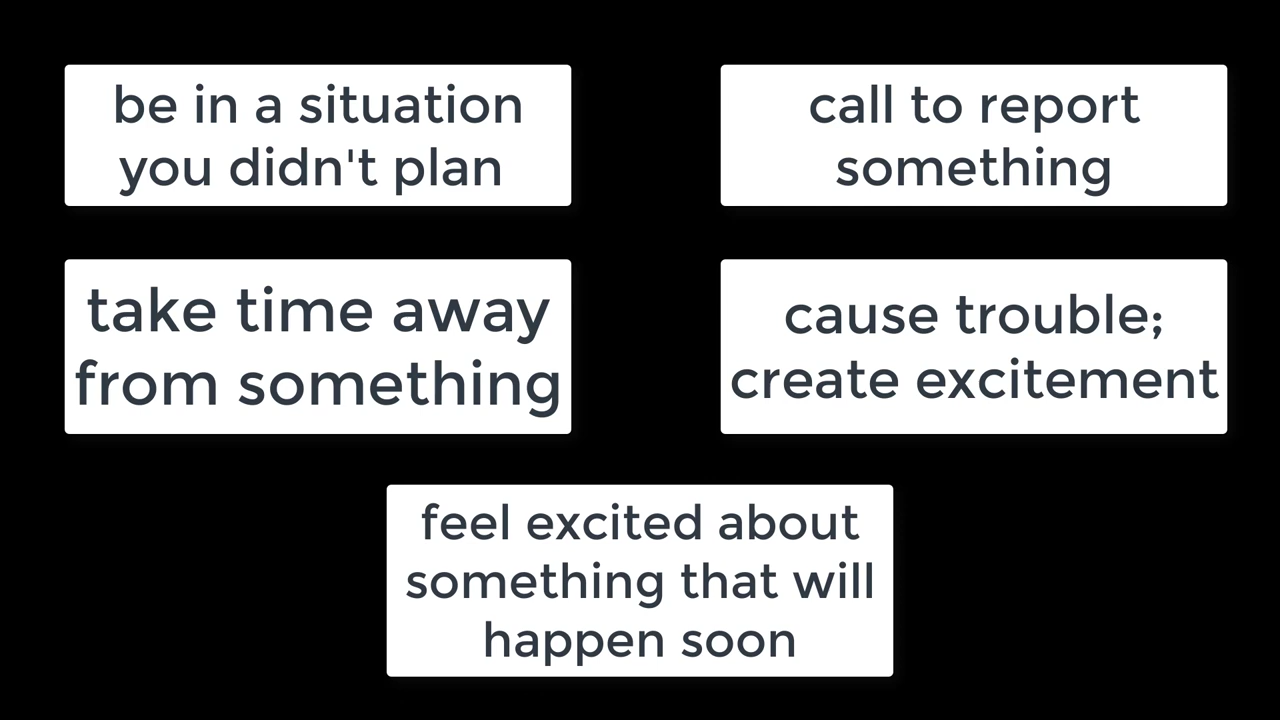 be in a situation
you didn't plan
call to report
something
take time away
from something
cause trouble;
create excitement
feel excited about
something that will
happen soon